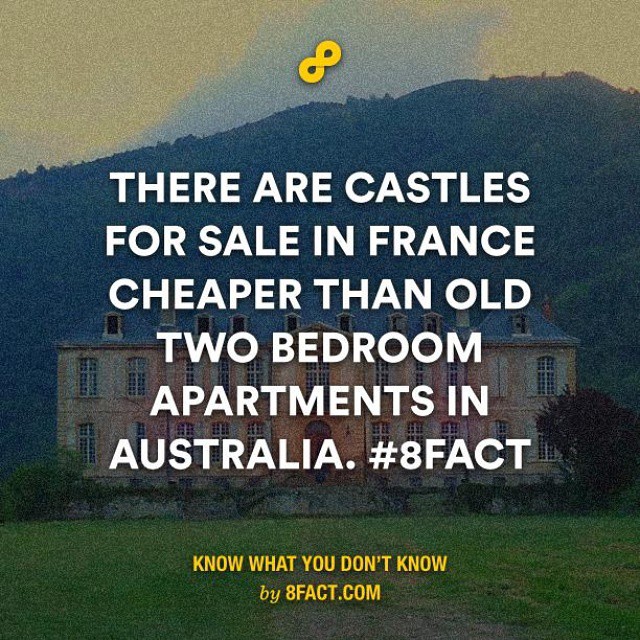 THERE ARE CASTLES
FOR SALE IN FRANCE
CHEAPER THAN OLD
TWO BEDROOM
APARTMENTS IN
AUSTRALIA. #8FACT
KNOW WHAT YOU DON'T KNOW
by 8FACT.COM